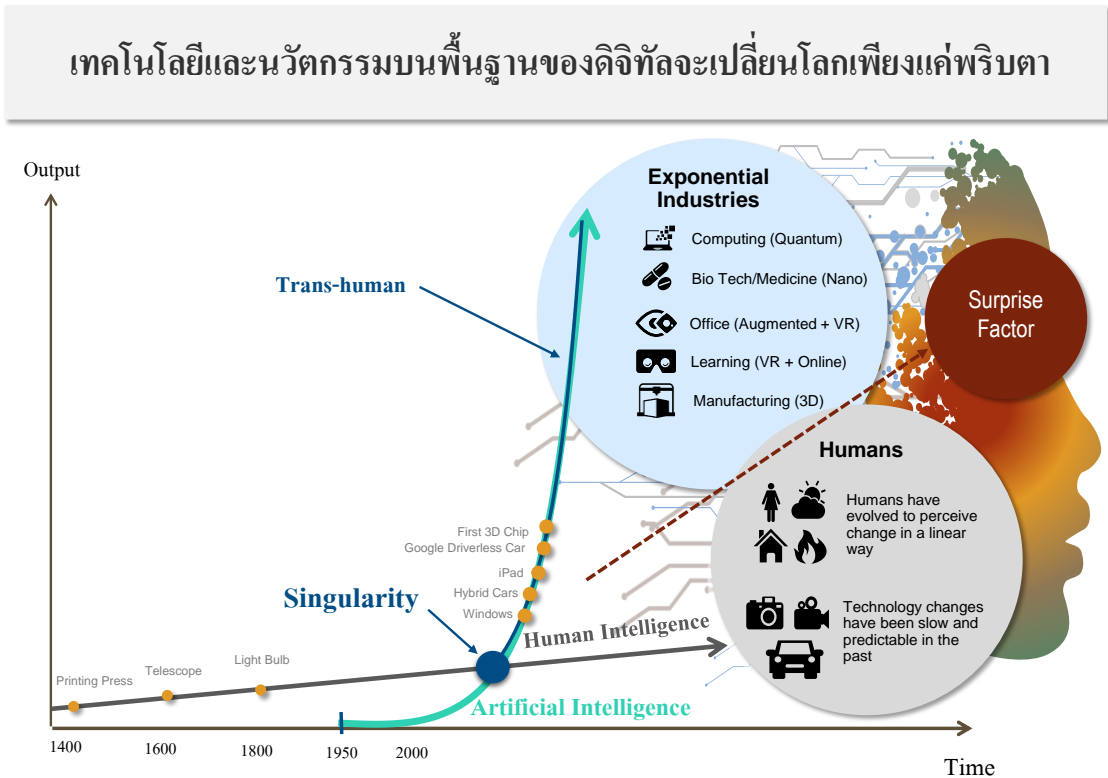 เทคโนโลยีและนวัตกรรมบนพื้นฐานของดิจิทัลจะเปลี่ยนโลกเพียงแค่พริบตา
Output
Exponential
Industries
Computing (Quantum)
Bio Tech/Medicine (Nano)
Office (Augmented + VR)
Learning (VR + Online)
Manufacturing (3D)
Surprise
Factor
Trans-human
Humans
Humans have
evolved to perceive
change in a linear
way
Technology changes
have been slow and
predictable in the
past
First 3D Chip
Google Driverless Car
iPad
Hybrid Cars
Windows
Singularity
Human Intelligence
Light Bulb
Telescope
Printing Press
Artificial Intelligence
1400
1600
1800
1950
2000
Time